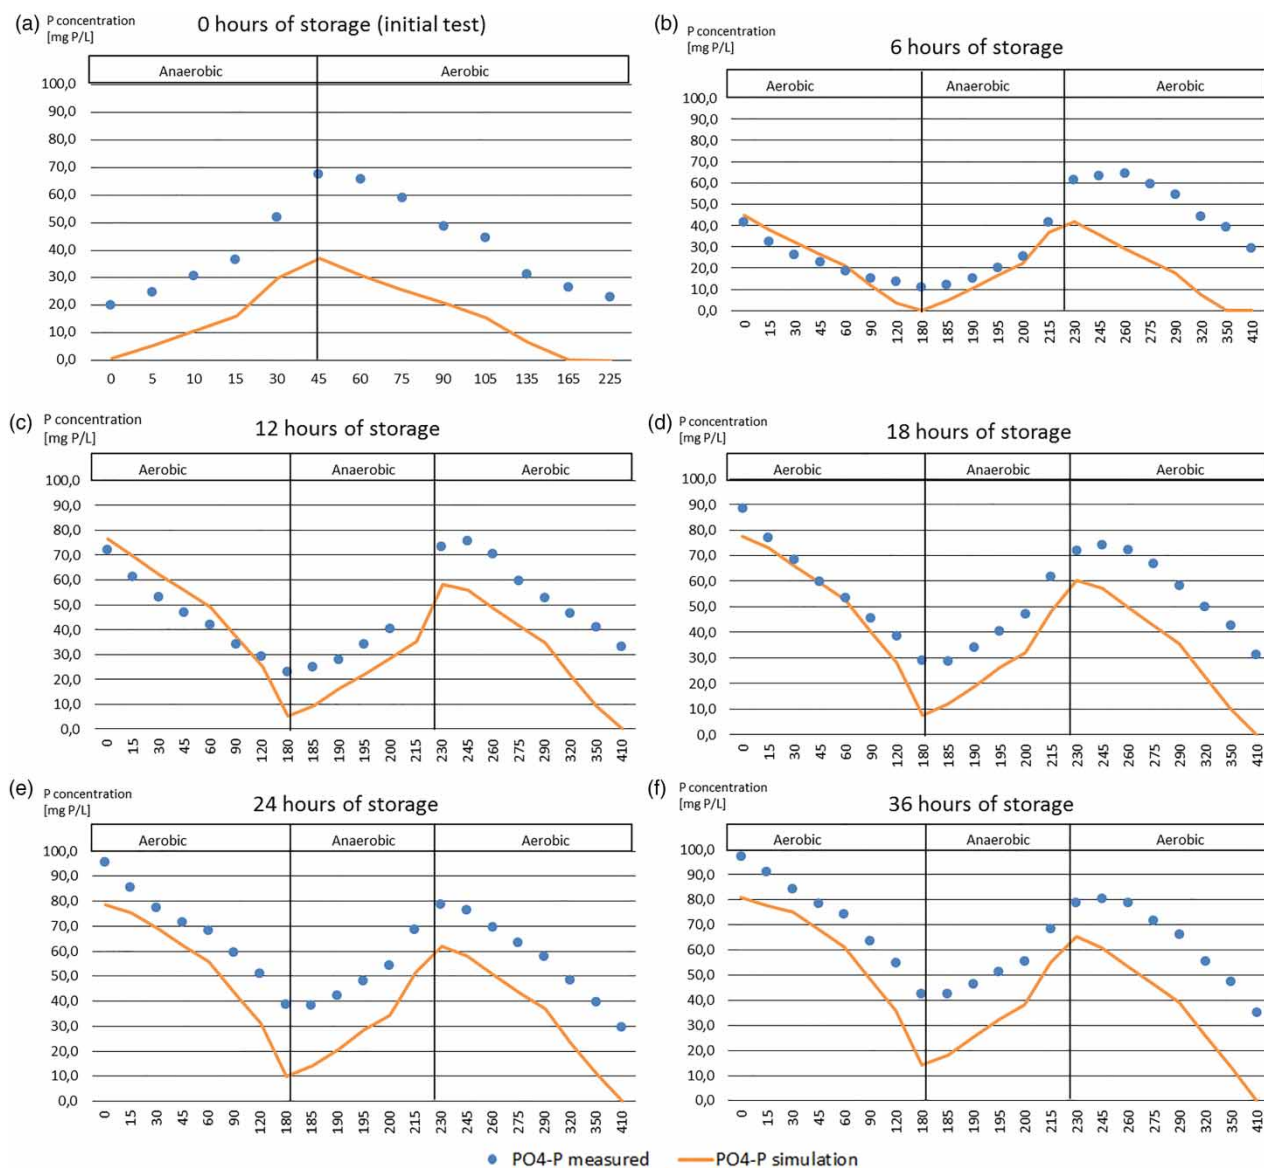 (a)
P concentration
[mg P/L]
0 hours of storage (initial test)
Anaerobic Aerobic
100,0
90,0
80,0
70,0
60,0
50,0
40,0
30,0
20,0
10,0
0,0
0 5 10 15 30 45 60 75 90 105 135 165 225
(b)
P concentration
[mg P/L]
6 hours of storage
Aerobic Anaerobic Aerobic
100,0
90,0
80,0
70,0
60,0
50,0
40,0
30,0
20,0
10,0
0,0
0 15 30 45 60 90 120 180 185 190 195 200 215 230 245 260 275 290 320 350 410
(c)
P concentration
[mg P/L]
12 hours of storage
Aerobic Anaerobic Aerobic
100,0
90,0
80,0
70,0
60,0
50,0
40,0
30,0
20,0
10,0
0,0
0 15 30 45 60 90 120 180 185 190 195 200 215 230 245 260 275 290 320 350 410
(d)
P concentration
[mg P/L]
18 hours of storage
Aerobic Anaerobic Aerobic
100,0
90,0
80,0
70,0
60,0
50,0
40,0
30,0
20,0
10,0
0,0
0 15 30 45 60 90 120 180 185 190 195 200 215 230 245 260 275 290 320 350 410
(e)
P concentration
[mg P/L]
24 hours of storage
Aerobic Anaerobic Aerobic
100,0
90,0
80,0
70,0
60,0
50,0
40,0
30,0
20,0
10,0
0,0
0 15 30 45 60 90 120 180 185 190 195 200 215 230 245 260 275 290 320 350 410
(f)
P concentration
[mg P/L]
36 hours of storage
Aerobic Anaerobic Aerobic
100,0
90,0
80,0
70,0
60,0
50,0
40,0
30,0
20,0
10,0
0,0
0 15 30 45 60 90 120 180 185 190 195 200 215 230 245 260 275 290 320 350 410
PO4-P measured PO4-P simulation